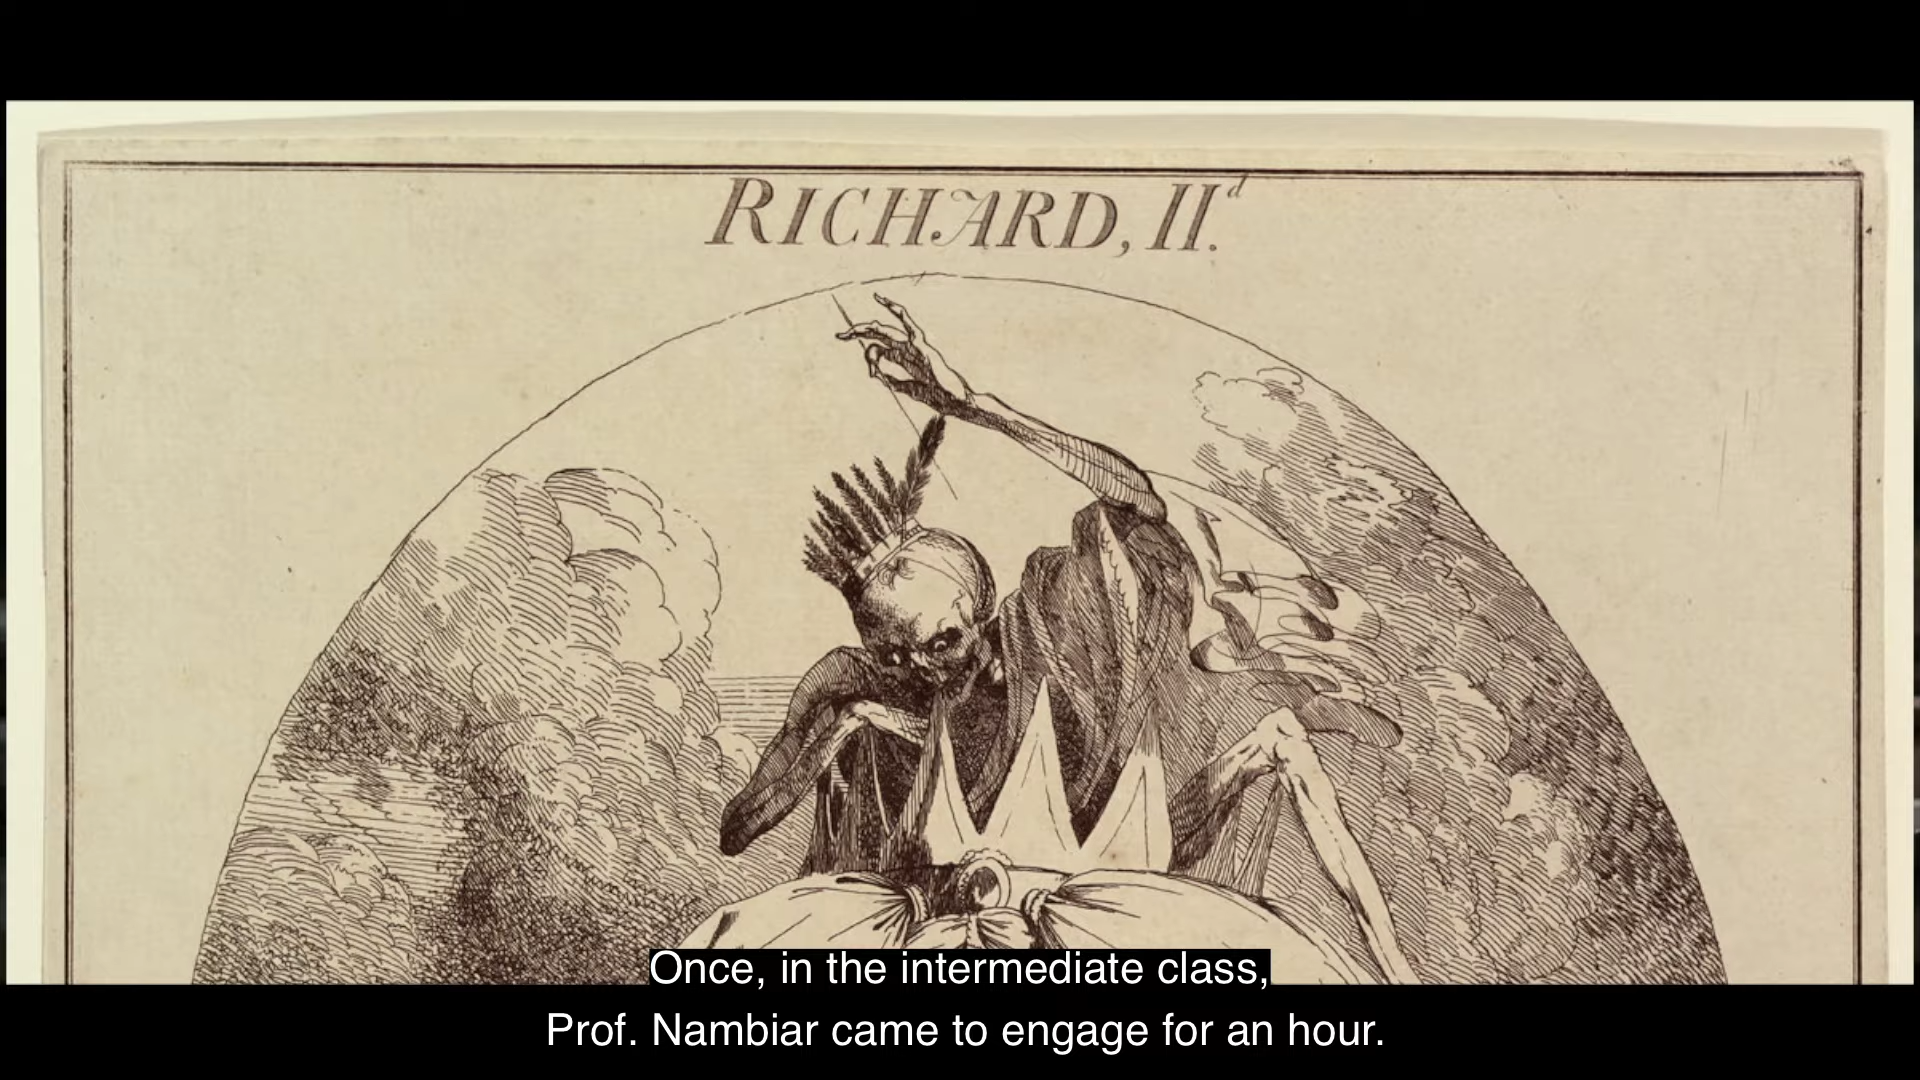 RICHARD, IIᵈ.
Once, in the intermediate class,
Prof. Nambiar came to engage for an hour.